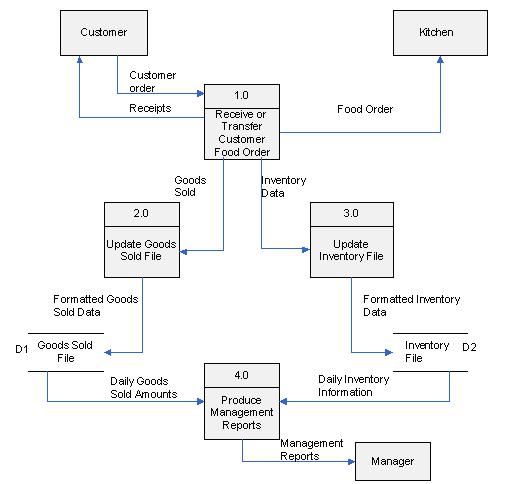 Customer
Kitchen
Customer
order
Receipts
1.0
Receive or
Transfer
Customer
Food Order
Food Order
Goods
Sold
Inventory
Data
2.0
Update Goods
Sold File
3.0
Update
Inventory File
Formatted Goods
Sold Data
Formatted Inventory
Data
D1
Goods Sold
File
Inventory
File
D2
Daily Goods
Sold Amounts
4.0
Produce
Management
Reports
Daily Inventory
Information
Management
Reports
Manager